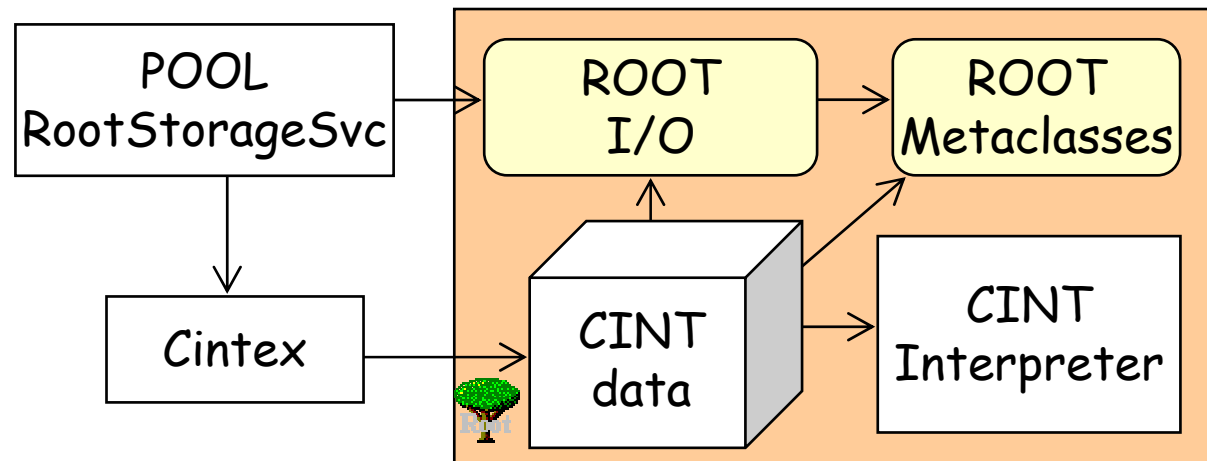 POOL
RootStorageSvc
ROOT
I/O
ROOT
Metaclasses
Cintex
CINT
data
CINT
Interpreter
Root